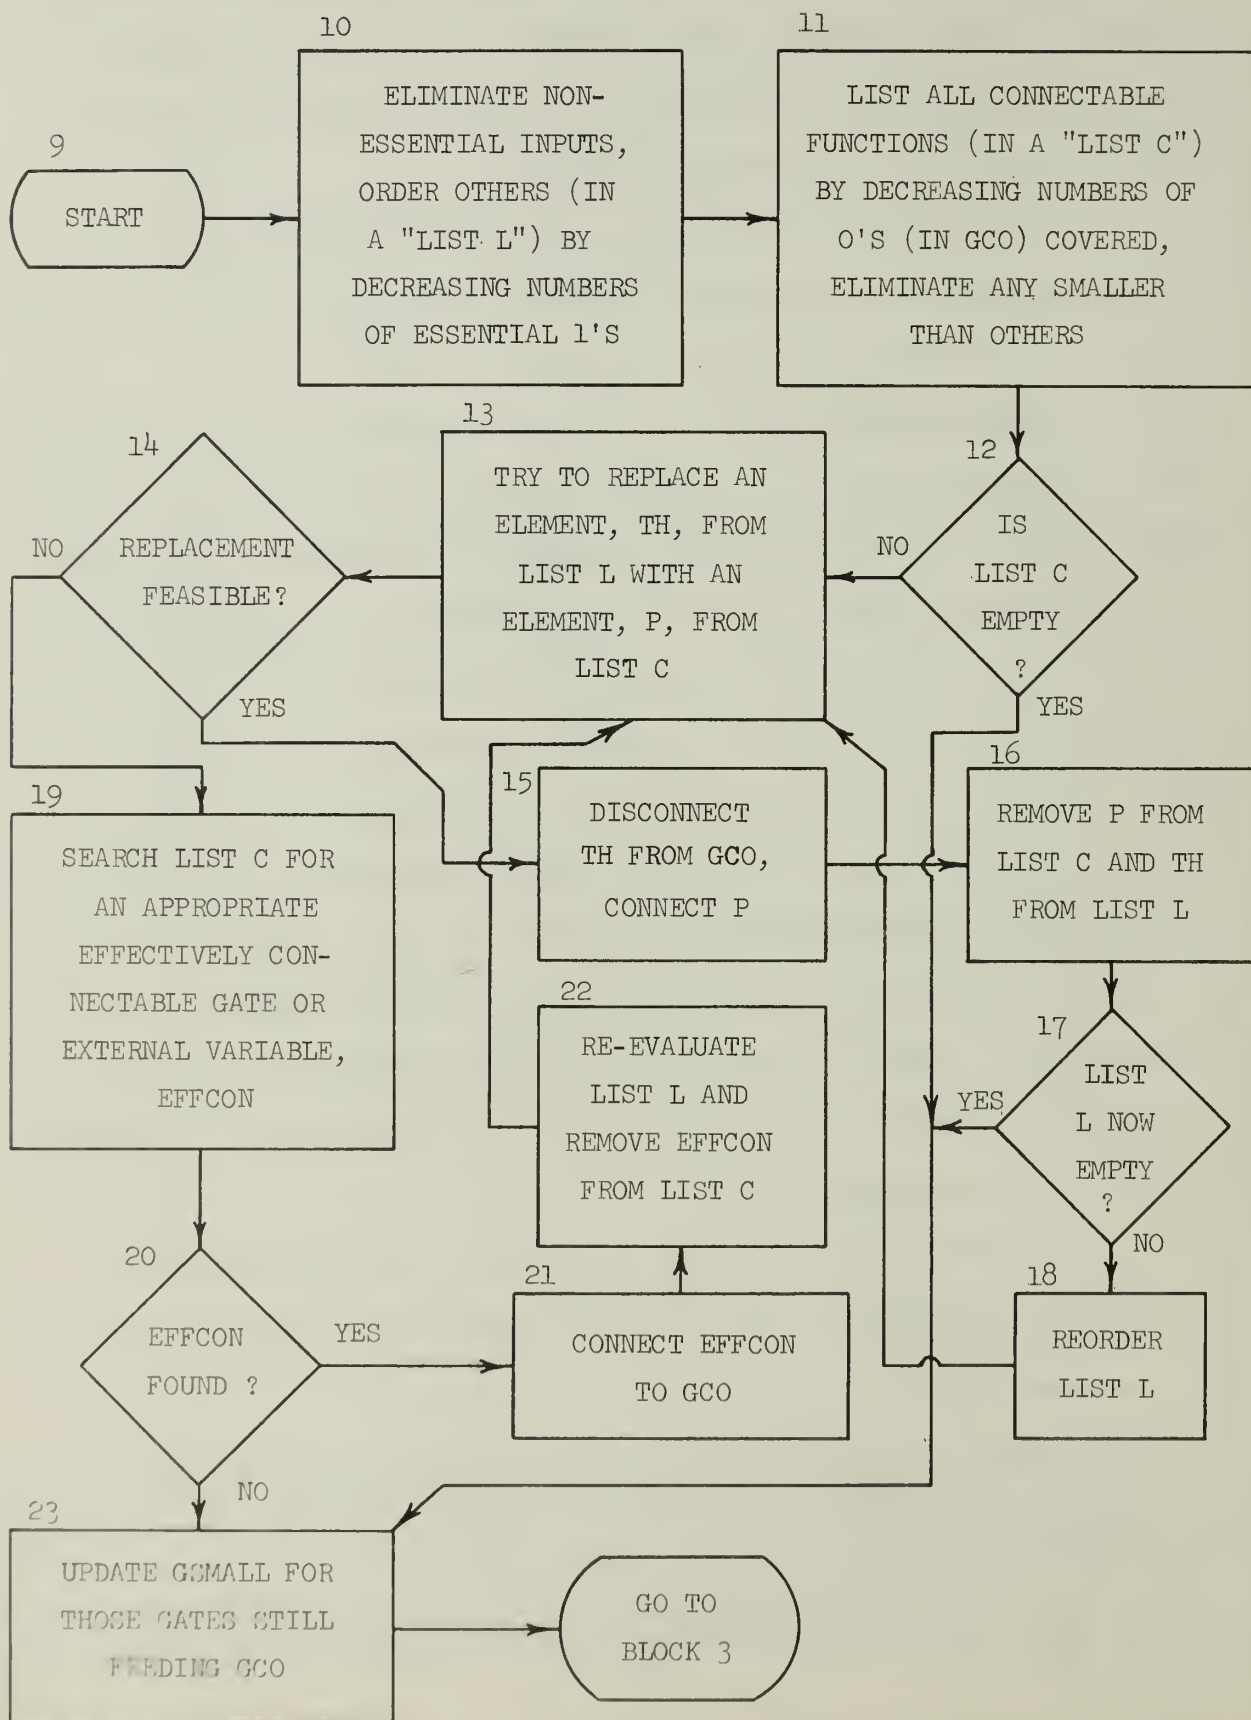 9
START
10
ELIMINATE NON-
ESSENTIAL INPUTS,
ORDER OTHERS (IN
A "LIST L") BY
DECREASING NUMBERS
OF ESSENTIAL 1'S
11
LIST ALL CONNECTABLE
FUNCTIONS (IN A "LIST C")
BY DECREASING NUMBERS OF
0'S (IN GCO) COVERED,
ELIMINATE ANY SMALLER
THAN OTHERS
12
IS
LIST C
EMPTY
?
NO
YES
13
TRY TO REPLACE AN
ELEMENT, TH, FROM
LIST L WITH AN
ELEMENT, P, FROM
LIST C
14
REPLACEMENT
FEASIBLE?
NO
YES
15
DISCONNECT
TH FROM GCO,
CONNECT P
16
REMOVE P FROM
LIST C AND TH
FROM LIST L
17
LIST
L NOW
EMPTY
?
YES
NO
18
REORDER
LIST L
19
SEARCH LIST C FOR
AN APPROPRIATE
EFFECTIVELY CON-
NECTABLE GATE OR
EXTERNAL VARIABLE,
EFFCON
20
EFFCON
FOUND ?
YES
NO
21
CONNECT EFFCON
TO GCO
22
RE-EVALUATE
LIST L AND
REMOVE EFFCON
FROM LIST C
23
UPDATE GSMALL FOR
THOSE GATES STILL
FEEDING GCO
GO TO
BLOCK 3